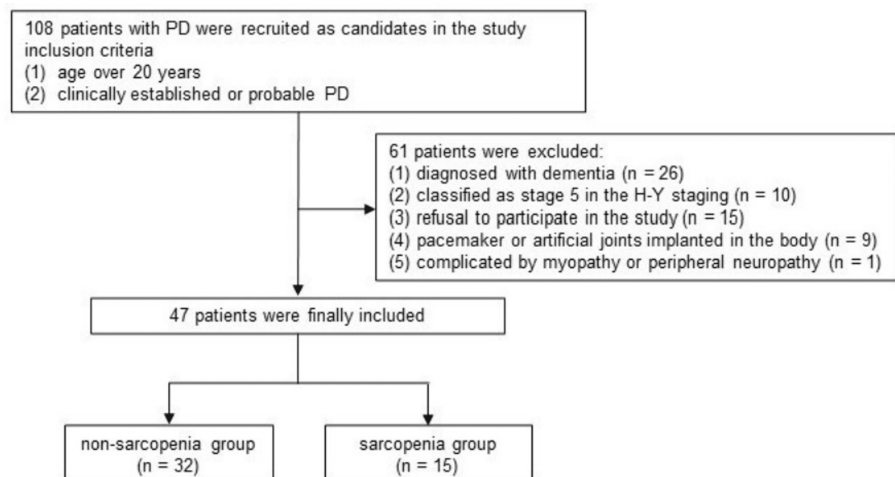 108 patients with PD were recruited as candidates in the study
inclusion criteria
(1) age over 20 years
(2) clinically established or probable PD
61 patients were excluded:
(1) diagnosed with dementia (n = 26)
(2) classified as stage 5 in the H-Y staging (n = 10)
(3) refusal to participate in the study (n = 15)
(4) pacemaker or artificial joints implanted in the body (n = 9)
(5) complicated by myopathy or peripheral neuropathy (n = 1)
47 patients were finally included
non-sarcopenia group
(n = 32)
sarcopenia group
(n = 15)